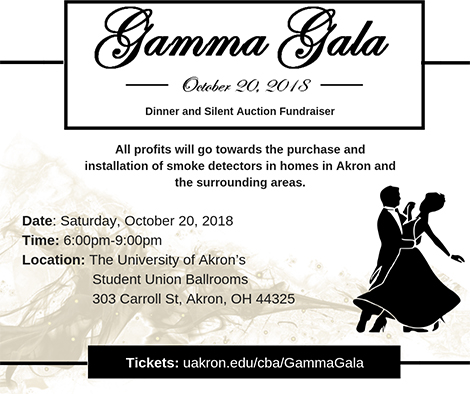 Gamma Gala
October 20, 2018
Dinner and Silent Auction Fundraiser
All profits will go towards the purchase and
installation of smoke detectors in homes in Akron and
the surrounding areas.
Date: Saturday, October 20, 2018
Time: 6:00pm-9:00pm
Location: The University of Akron's
Student Union Ballrooms
303 Carroll St, Akron, OH 44325
Tickets: uakron.edu/cba/GammaGala